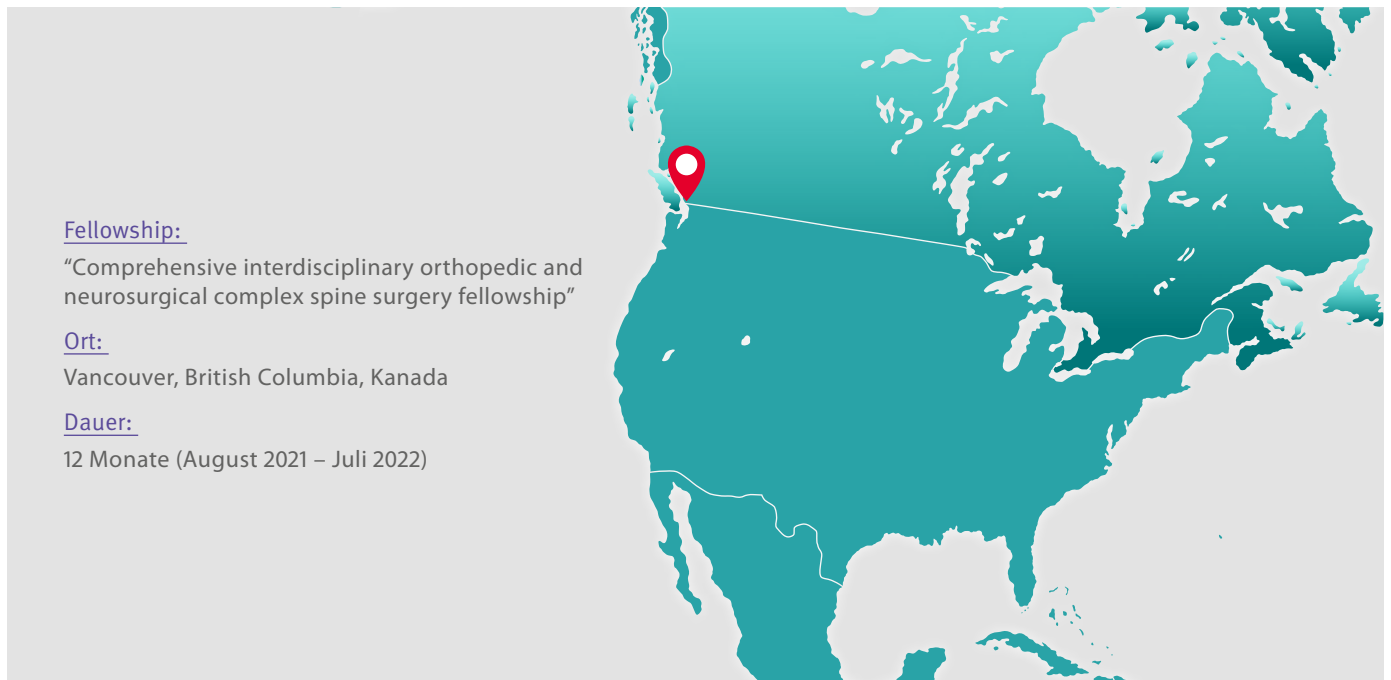 Fellowship:
“Comprehensive interdisciplinary orthopedic and
neurosurgical complex spine surgery fellowship”
Ort:
Vancouver, British Columbia, Kanada
Dauer:
12 Monate (August 2021 – Juli 2022)